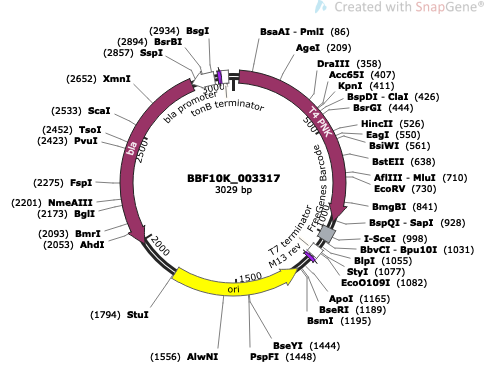 Created with SnapGene®
(2934) BsgI
(2894) BsrBI
(2857) SspI
(2652) XmnI
(2533) ScaI
(2452) TsoI
(2423) PvuI
(2275) FspI
(2201) NmeAIII
(2173) BglI
(2093) BmrI
(2053) AhdI
(1794) StuI
(1556) AlwNI
BsaAI - PmlI (86)
AgeI (209)
DraIII (358)
Acc65I (407)
KpnI (411)
BspDI - ClaI (426)
BsrGI (444)
HincII (526)
EagI (550)
BsiWI (561)
BstEII (638)
AflIII - MluI (710)
EcoRV (730)
BmgBI (841)
BspQI - SapI (928)
I-SceI (998)
BbvCI - Bpu10I (1031)
BlpI (1055)
StyI (1077)
EcoO109I (1082)
ApoI (1165)
BseRI (1189)
BsmI (1195)
BseYI (1444)
PspFI (1448)
BBF10K_003317
3029 bp
bla promoter
tonB terminator
T4 PNK
FreeGenes Barcode
T7 terminator
M13 rev
ori
bla
500
1000
1500
2000
2500
3000